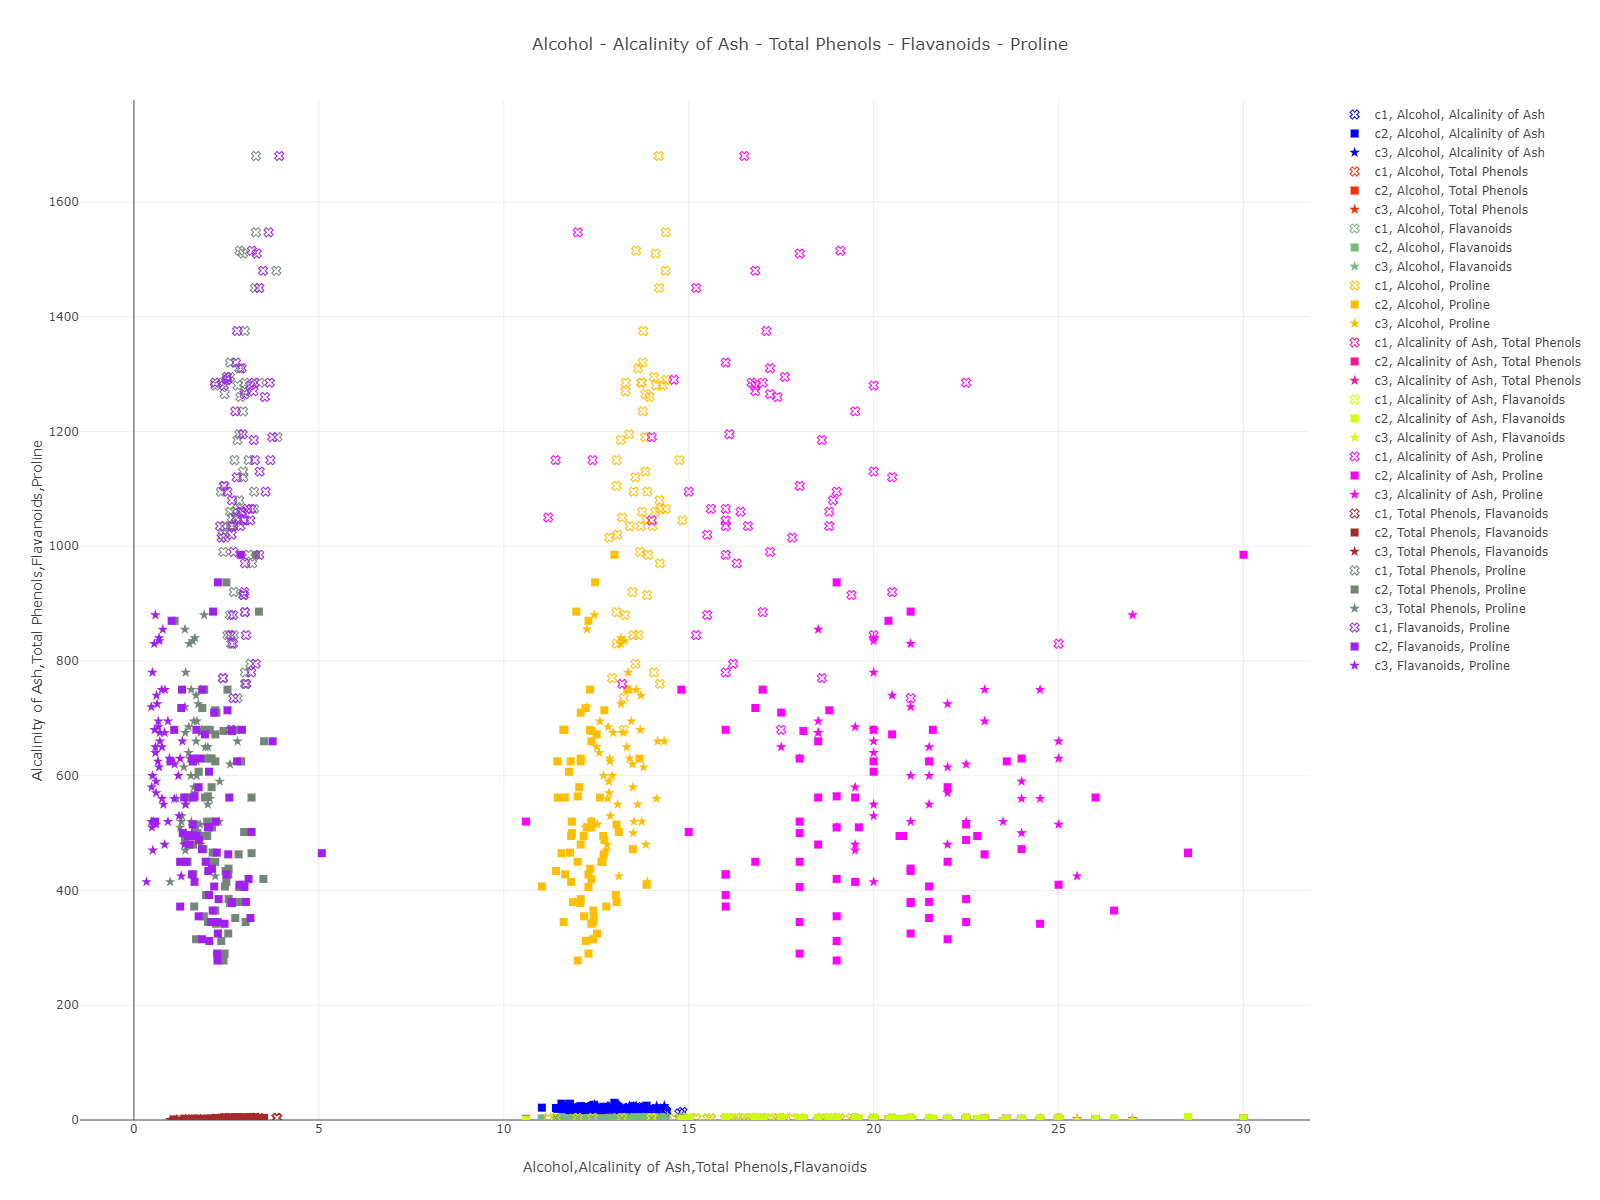 Alcohol - Alcalinity of Ash - Total Phenols - Flavanoids - Proline
Alcalinity of Ash,Total Phenols,Flavanoids,Proline
1600
1400
1200
1000
800
600
400
200
0
0
5
10
15
20
25
30
Alcohol,Alcalinity of Ash,Total Phenols,Flavanoids
c1, Alcohol, Alcalinity of Ash
c2, Alcohol, Alcalinity of Ash
c3, Alcohol, Alcalinity of Ash
c1, Alcohol, Total Phenols
c2, Alcohol, Total Phenols
c3, Alcohol, Total Phenols
c1, Alcohol, Flavanoids
c2, Alcohol, Flavanoids
c3, Alcohol, Flavanoids
c1, Alcohol, Proline
c2, Alcohol, Proline
c3, Alcohol, Proline
c1, Alcalinity of Ash, Total Phenols
c2, Alcalinity of Ash, Total Phenols
c3, Alcalinity of Ash, Total Phenols
c1, Alcalinity of Ash, Flavanoids
c2, Alcalinity of Ash, Flavanoids
c3, Alcalinity of Ash, Flavanoids
c1, Alcalinity of Ash, Proline
c2, Alcalinity of Ash, Proline
c3, Alcalinity of Ash, Proline
c1, Total Phenols, Flavanoids
c2, Total Phenols, Flavanoids
c3, Total Phenols, Flavanoids
c1, Total Phenols, Proline
c2, Total Phenols, Proline
c3, Total Phenols, Proline
c1, Flavanoids, Proline
c2, Flavanoids, Proline
c3, Flavanoids, Proline